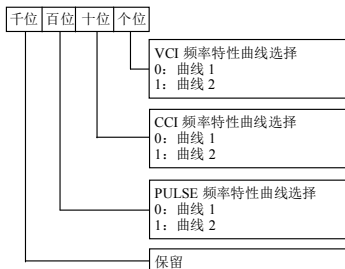 千位 百位 十位 个位
VCI 频率特性曲线选择
0：曲线 1
1：曲线 2
CCI 频率特性曲线选择
0：曲线 1
1：曲线 2
PULSE 频率特性曲线选择
0：曲线 1
1：曲线 2
保留